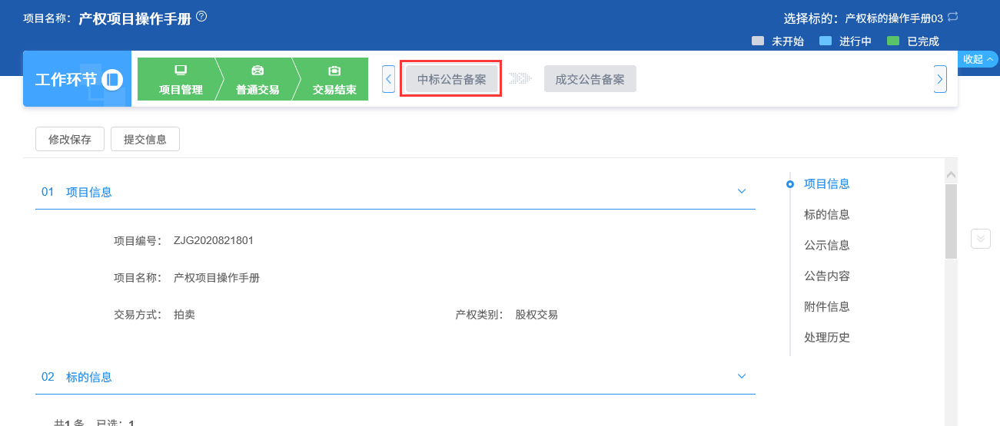 项目名称：产权项目操作手册
选择标的：产权标的操作手册03
未开始 进行中 已完成
收起
工作环节
项目管理 普通交易 交易结束
中标公告备案 成交公告备案
修改保存 提交信息
01 项目信息
项目编号： ZJG2020821801
项目名称： 产权项目操作手册
交易方式： 拍卖 产权类别： 股权交易
02 标的信息
共1 条 已选：1
项目信息
标的信息
公示信息
公告内容
附件信息
处理历史